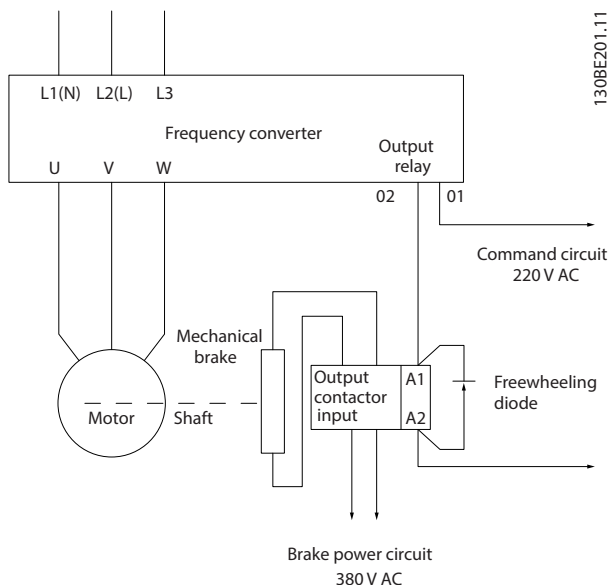 130BE201.11
L1(N) L2(L) L3
Frequency converter
Output
relay
U V W
02 01
Command circuit
220 V AC
Mechanical
brake
Output
contactor
input
A1
A2
Freewheeling
diode
Motor
Shaft
Brake power circuit
380 V AC